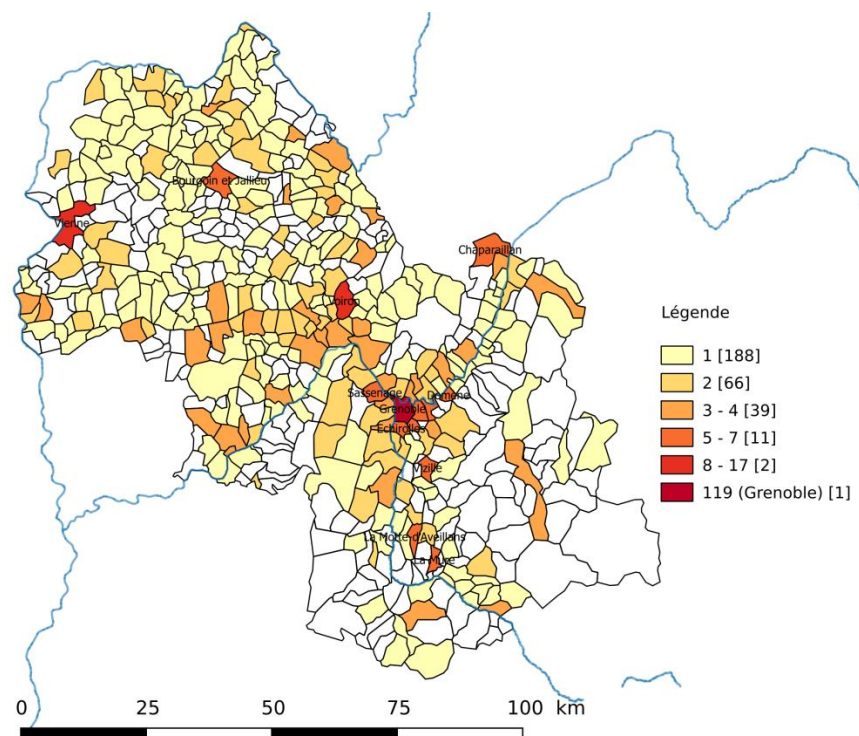 Bourgoin et Jallieu
Vienne
Chaparaillan
Voiron
Sassenage
Domène
Grenoble
Échirolles
Vizille
La Motte-d'Aveillans
La Mure
Légende
1 [188]
2 [66]
3 - 4 [39]
5 - 7 [11]
8 - 17 [2]
119 (Grenoble) [1]
0 25 50 75 100 km